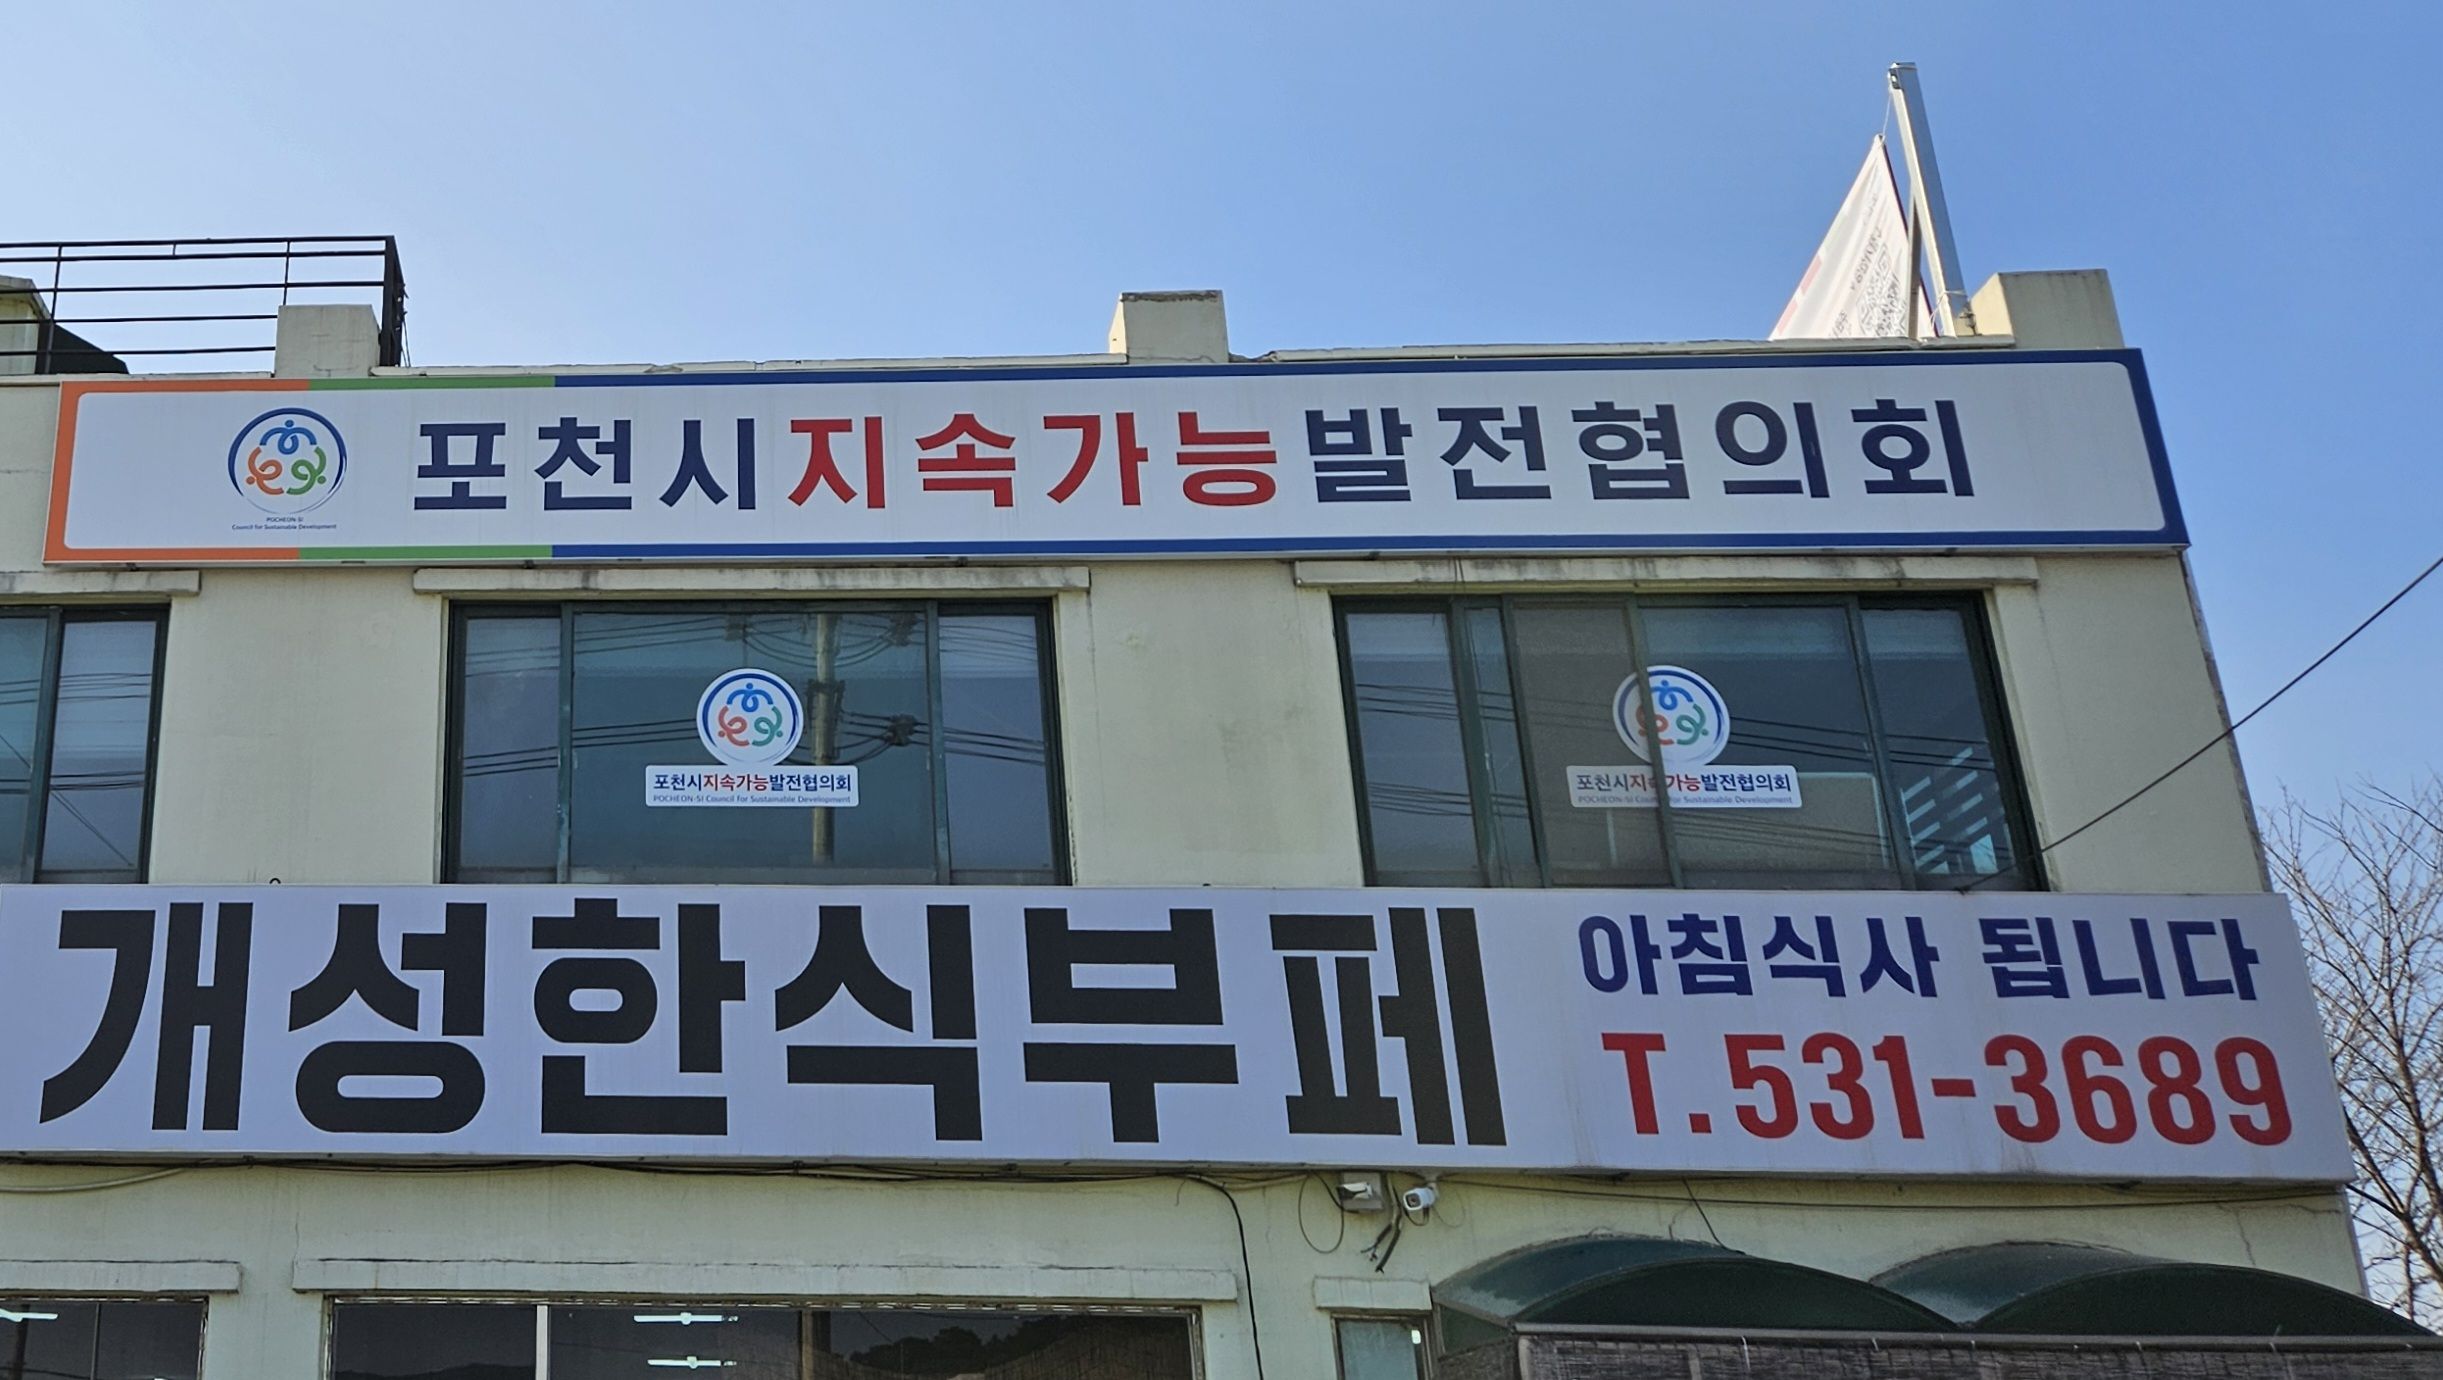 포천시지속가능발전협의회
POCHEON-SI
Council for Sustainable Development
포천시지속가능발전협의회
POCHEON-SI Council for Sustainable Development
포천시지속가능발전협의회
POCHEON-SI Council for Sustainable Development
개성한식부페
아침식사 됩니다
T.531-3689